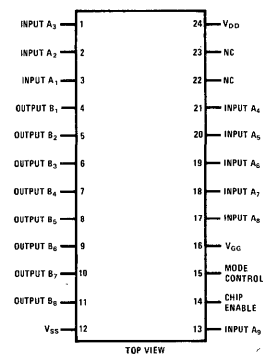 INPUT A₃ 1 24 VDD
INPUT A₂ 2 23 NC
INPUT A₁ 3 22 NC
OUTPUT B₁ 4 21 INPUT A₄
OUTPUT B₂ 5 20 INPUT A₅
OUTPUT B₃ 6 19 INPUT A₆
OUTPUT B₄ 7 18 INPUT A₇
OUTPUT B₅ 8 17 INPUT A₈
OUTPUT B₆ 9 16 VGG
OUTPUT B₇ 10 15 MODE
CONTROL
OUTPUT B₈ 11 14 CHIP
ENABLE
VSS 12 13 INPUT A₉
TOP VIEW